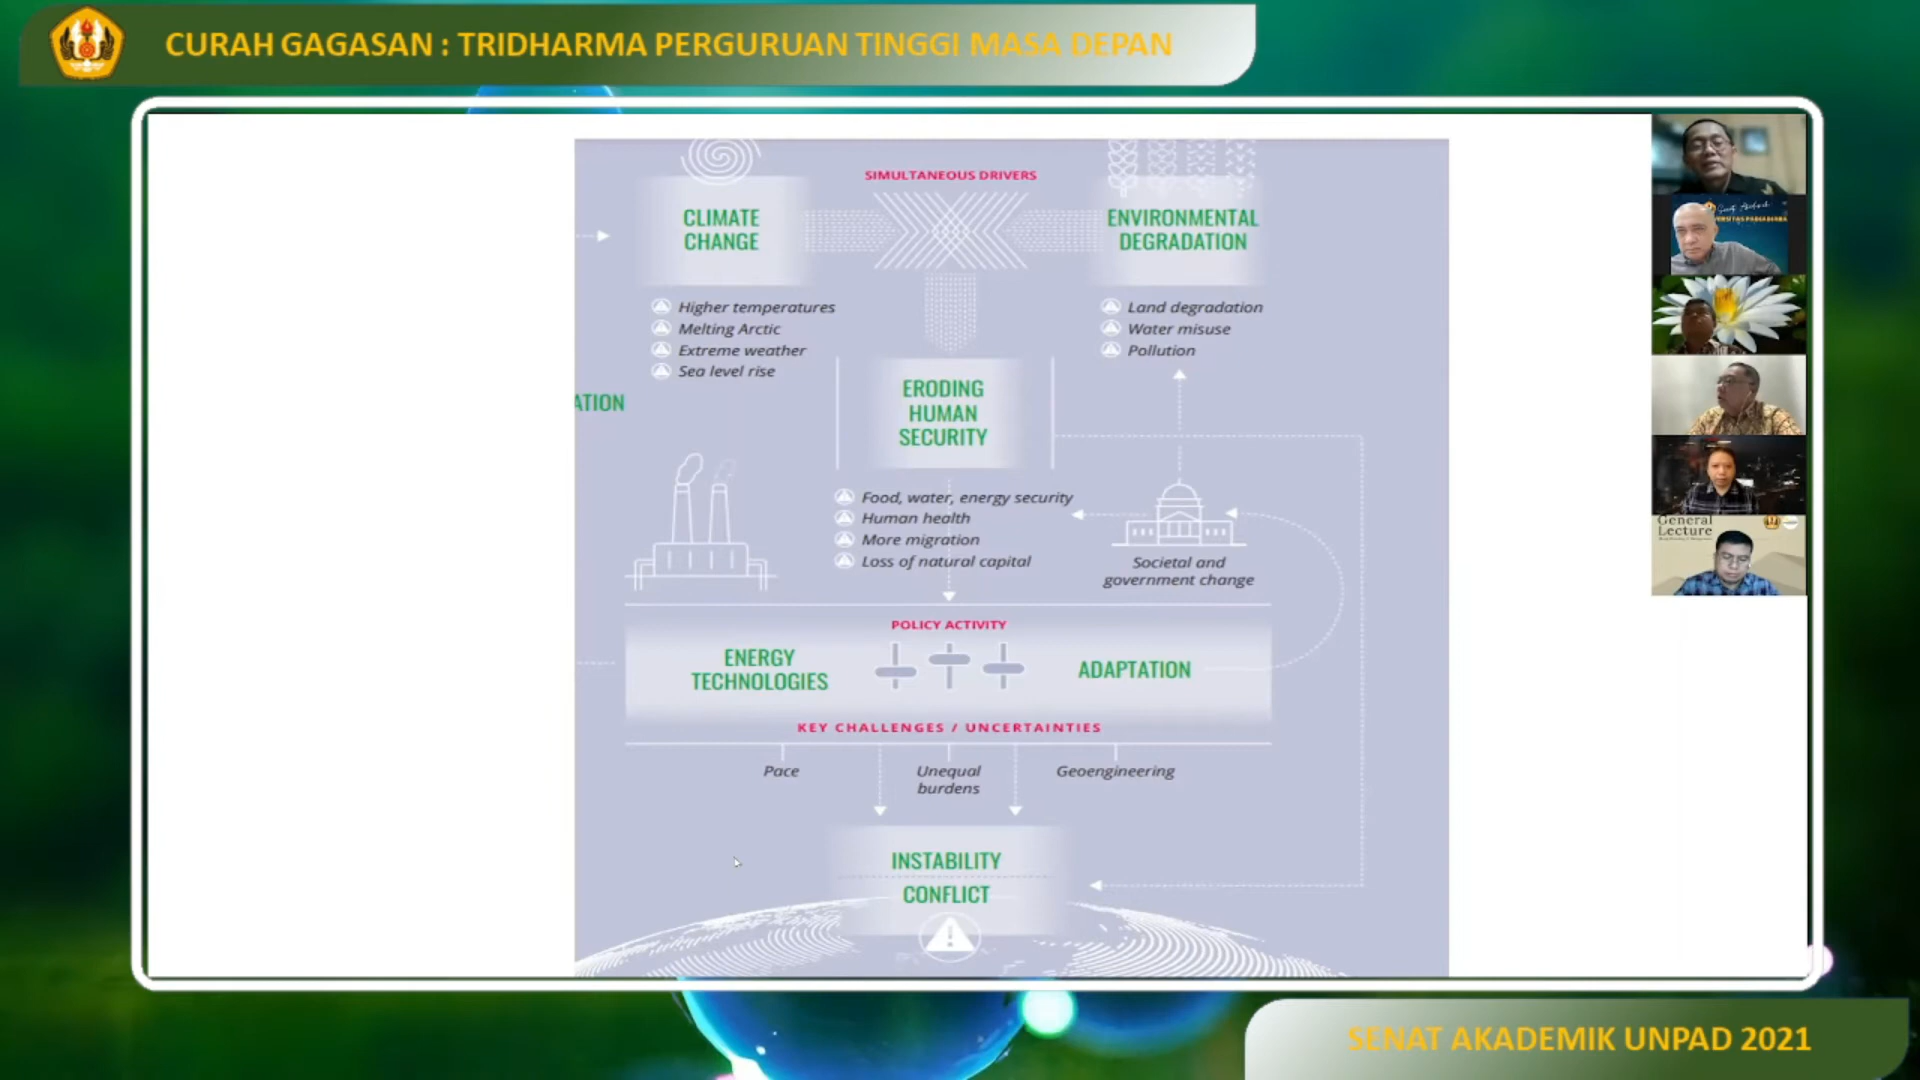 CURAH GAGASAN : TRIDHARMA PERGURUAN TINGGI MASA DEPAN
SIMULTANEOUS DRIVERS
CLIMATE
CHANGE
ENVIRONMENTAL
DEGRADATION
Higher temperatures
Melting Arctic
Extreme weather
Sea level rise
Land degradation
Water misuse
Pollution
ATION
ERODING
HUMAN
SECURITY
Food, water, energy security
Human health
More migration
Loss of natural capital
Societal and
government change
POLICY ACTIVITY
ENERGY
TECHNOLOGIES
ADAPTATION
KEY CHALLENGES / UNCERTAINTIES
Pace
Unequal
burdens
Geoengineering
INSTABILITY
CONFLICT
General
Lecture
SENAT AKADEMIK UNPAD 2021